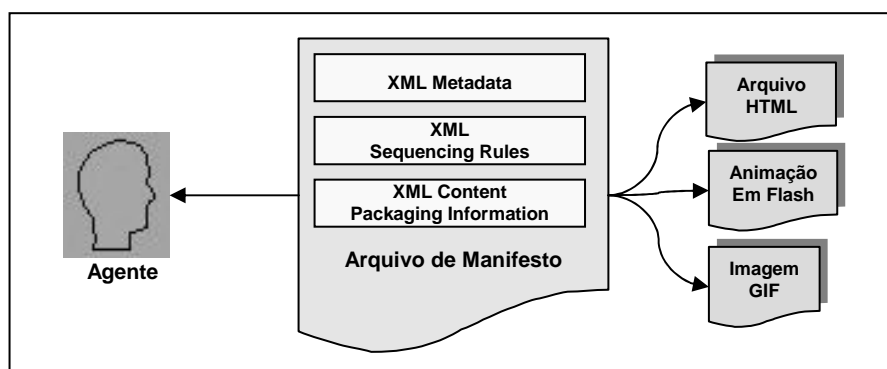 XML Metadata
XML
Sequencing Rules
XML Content
Packaging Information
Arquivo de Manifesto
Agente
Arquivo
HTML
Animação
Em Flash
Imagem
GIF